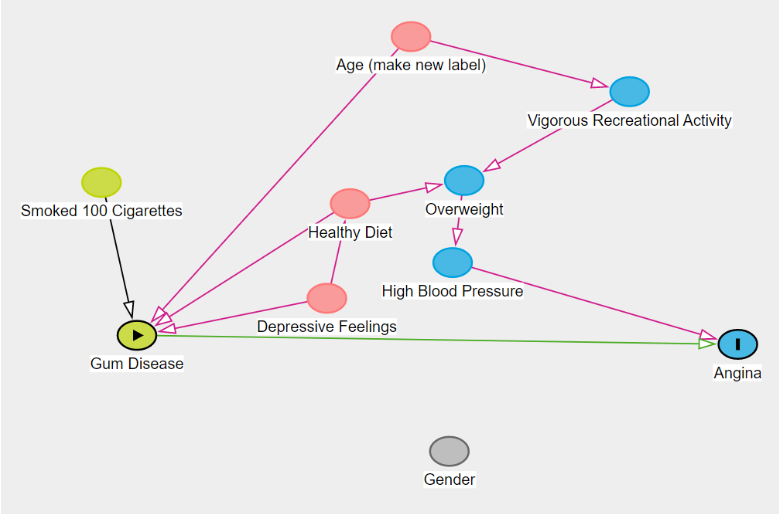 Age (make new label)
Vigorous Recreational Activity
Smoked 100 Cigarettes
Overweight
Healthy Diet
High Blood Pressure
Depressive Feelings
Gum Disease
Angina
Gender